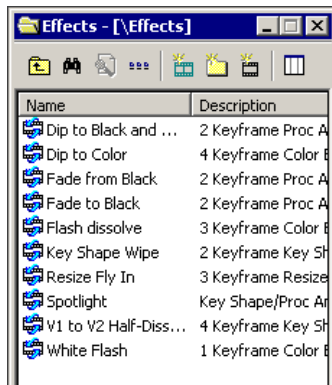 Effects - [\Effects]
Name Description
Dip to Black and ... 2 Keyframe Proc A
Dip to Color 4 Keyframe Color E
Fade from Black 2 Keyframe Proc A
Fade to Black 2 Keyframe Proc A
Flash dissolve 3 Keyframe Color E
Key Shape Wipe 2 Keyframe Key Sh
Resize Fly In 3 Keyframe Resize
Spotlight Key Shape/Proc Ar
V1 to V2 Half-Diss... 4 Keyframe Key Sh
White Flash 1 Keyframe Color E